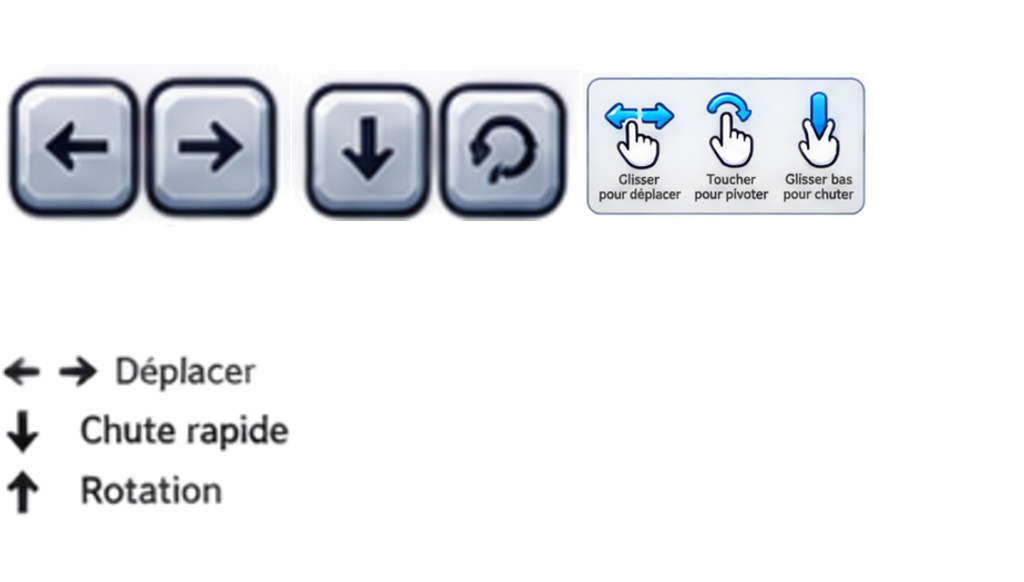 Glisser
pour déplacer
Toucher
pour pivoter
Glisser bas
pour chuter
← → Déplacer
↓ Chute rapide
↑ Rotation